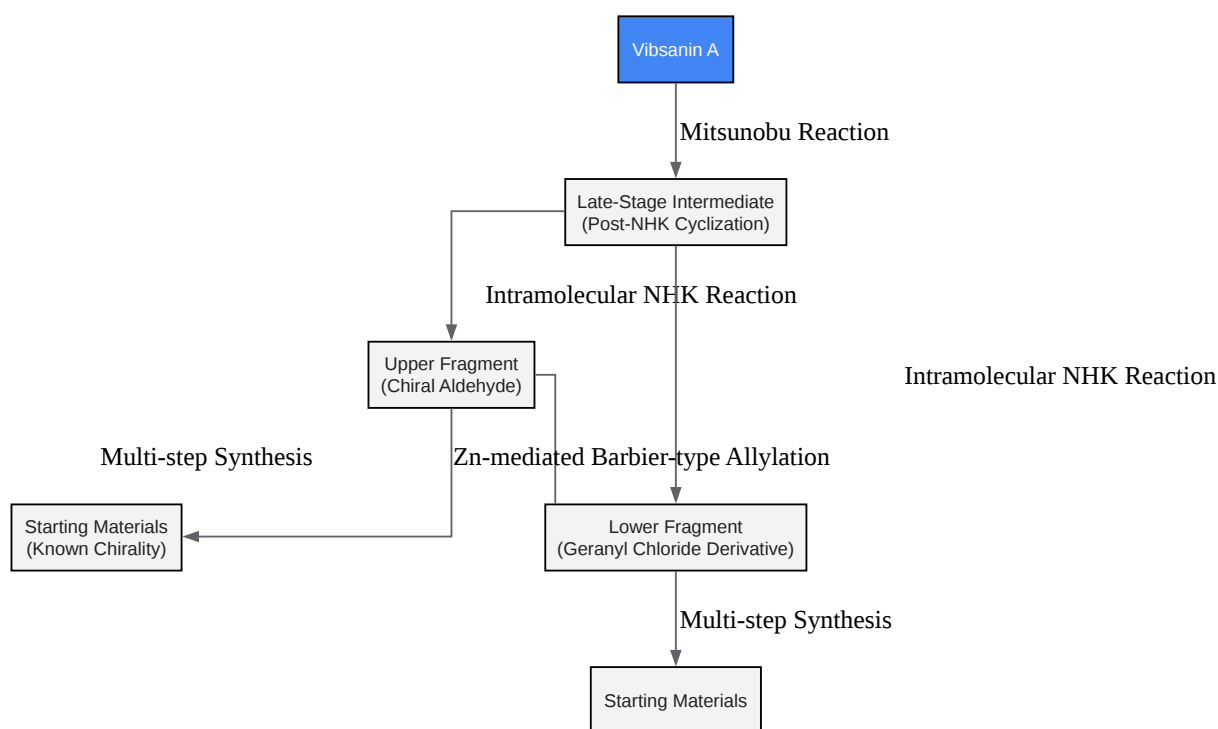 Vibsanin A
Mitsunobu Reaction
Late-Stage Intermediate
(Post-NHK Cyclization)
Intramolecular NHK Reaction
Upper Fragment
(Chiral Aldehyde)
Intramolecular NHK Reaction
Multi-step Synthesis
Zn-mediated Barbier-type Allylation
Starting Materials
(Known Chirality)
Lower Fragment
(Geranyl Chloride Derivative)
Multi-step Synthesis
Starting Materials